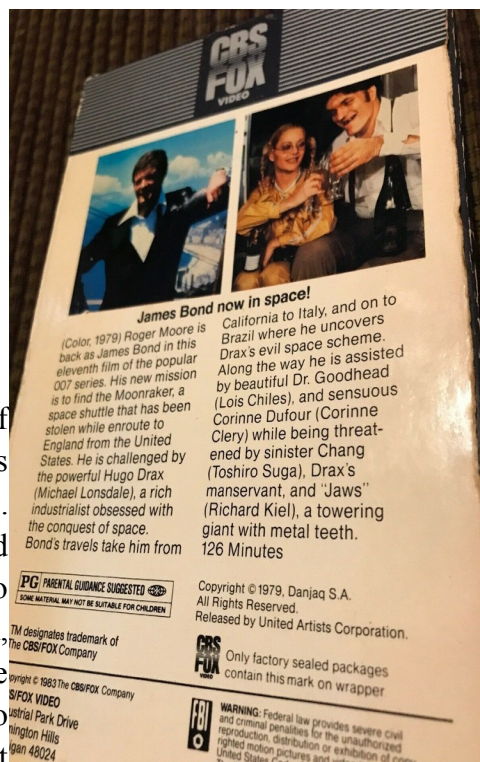 CBS
FOX
VIDEO
James Bond now in space!
(Color, 1979) Roger Moore is
back as James Bond in this
eleventh film of the popular
007 series. His new mission
is to find the Moonraker, a
space shuttle that has been
stolen while enroute to
England from the United
States. He is challenged by
the powerful Hugo Drax
(Michael Lonsdale), a rich
industrialist obsessed with
the conquest of space.
Bond's travels take him from
California to Italy, and on to
Brazil where he uncovers
Drax's evil space scheme.
Along the way he is assisted
by beautiful Dr. Goodhead
(Lois Chiles), and sensuous
Corinne Dufour (Corinne
Clery) while being threat-
ened by sinister Chang
(Toshiro Suga), Drax's
manservant, and "Jaws"
(Richard Kiel), a towering
giant with metal teeth.
126 Minutes
PG PARENTAL GUIDANCE SUGGESTED
SOME MATERIAL MAY NOT BE SUITABLE FOR CHILDREN
TM designates trademark of
The CBS/FOX Company
Copyright © 1979, Danjaq S.A.
All Rights Reserved.
Released by United Artists Corporation.
CBS
FOX
VIDEO
Only factory sealed packages
contain this mark on wrapper
opyright © 1983 The CBS/FOX Company
S/FOX VIDEO
ustrial Park Drive
mington Hills
igan 48024
FBI
WARNING: Federal law provides severe civil
and criminal penalties for the unauthorized
reproduction, distribution or exhibition of
righted motion pictures and
United States